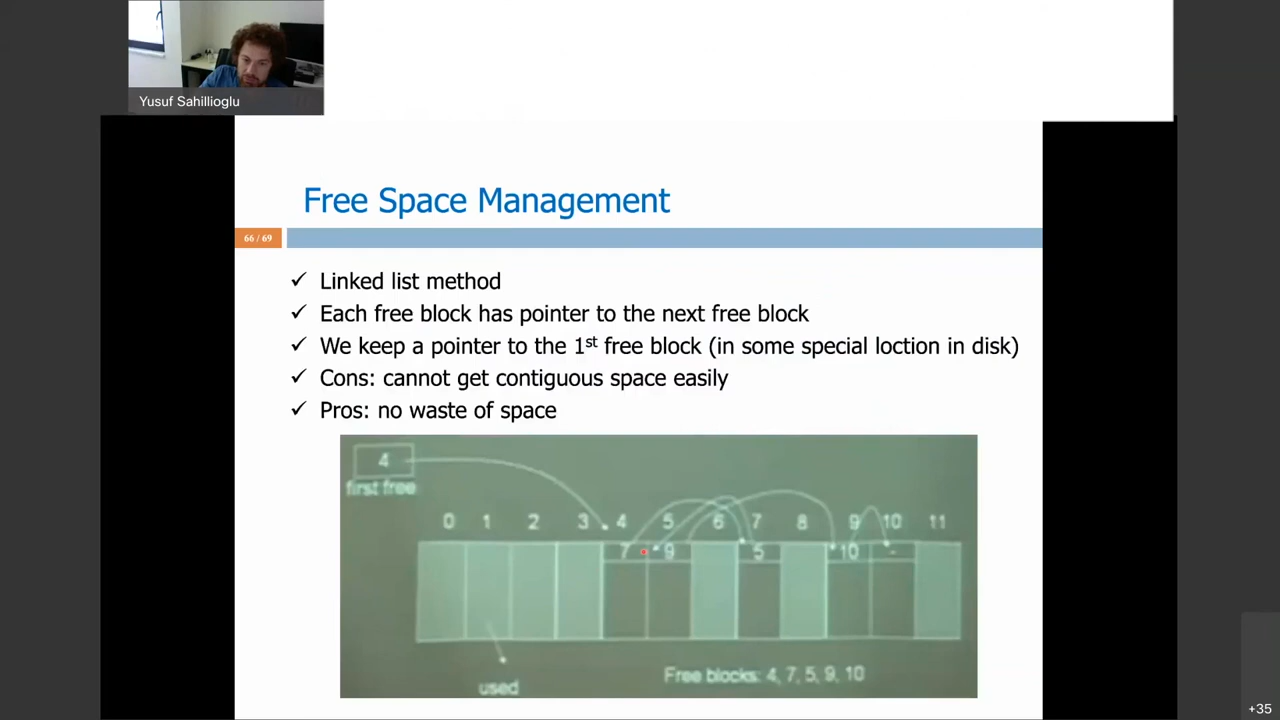 Yusuf Sahillioglu
Free Space Management
66 / 69
✓ Linked list method
✓ Each free block has pointer to the next free block
✓ We keep a pointer to the 1st free block (in some special loction in disk)
✓ Cons: cannot get contiguous space easily
✓ Pros: no waste of space
4
first free
0 1 2 3 4 5 6 7 8 9 10 11
7 9 5 10 -
used
Free blocks: 4, 7, 5, 9, 10
+35